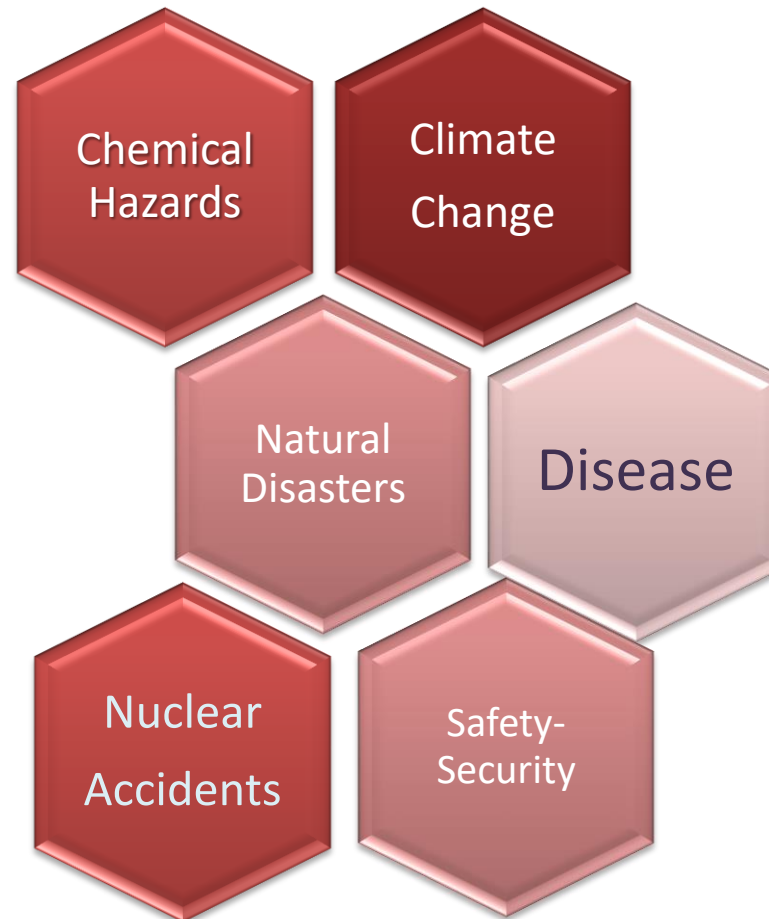 Chemical
Hazards
Climate
Change
Natural
Disasters
Disease
Nuclear
Accidents
Safety-
Security